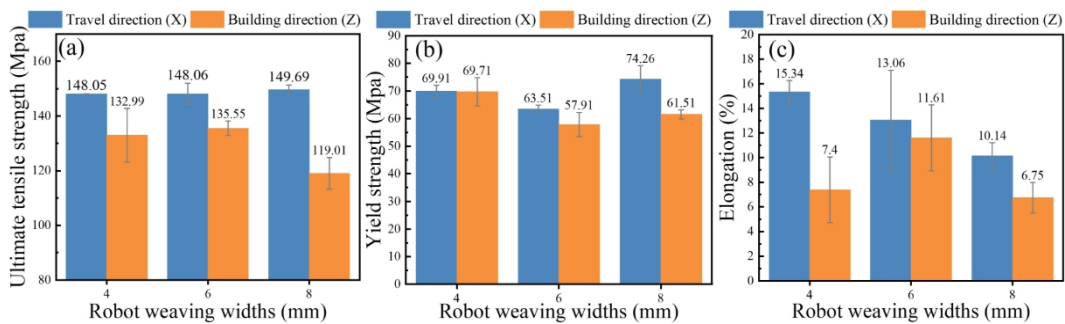 Travel direction (X) Building direction (Z)
(a)
Ultimate tensile strength (Mpa)
80
100
120
140
160
148.05
132.99
148.06
135.55
149.69
119.01
4 6 8
Robot weaving widths (mm)
Travel direction (X) Building direction (Z)
(b)
Yield strength (Mpa)
90
80
70
60
50
40
30
20
10
0
69.91
69.71
63.51
57.91
74.26
61.51
4 6 8
Robot weaving widths (mm)
Travel direction (X) Building direction (Z)
(c)
Elongation (%)
20
18
16
14
12
10
8
6
4
2
0
15.34
7.4
13.06
11.61
10.14
6.75
4 6 8
Robot weaving widths (mm)